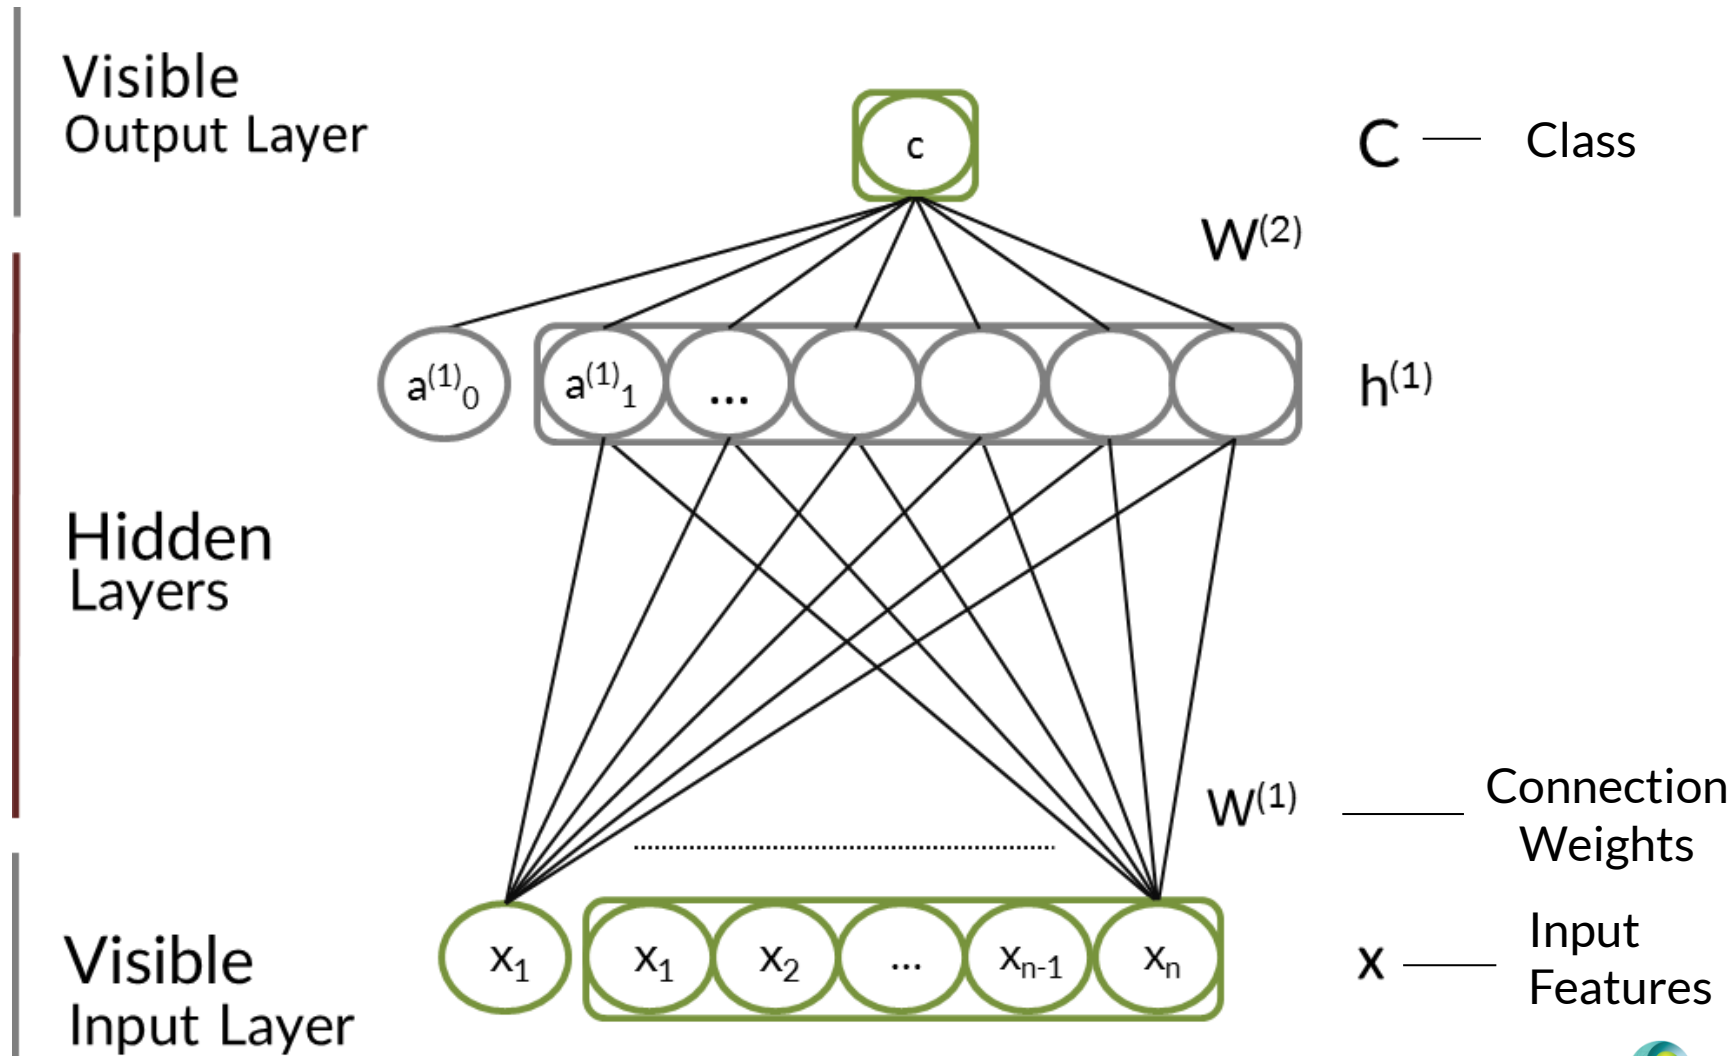 Visible
Output Layer
c
C — Class
W(2)
a(1)0
a(1)1
...
h(1)
Hidden
Layers
W(1)
Connection
Weights
Visible
Input Layer
x1
x1
x2
...
xn-1
xn
x
Input
Features